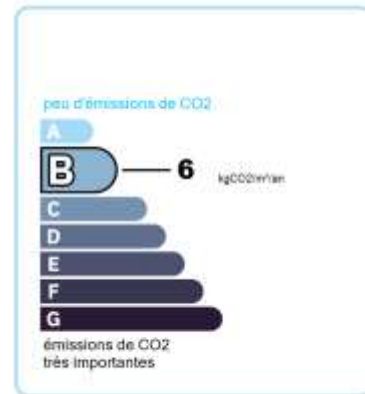 peu d'émissions de CO2
A
B 6 kgCO2/m²/an
C
D
E
F
G
émissions de CO2
très importantes